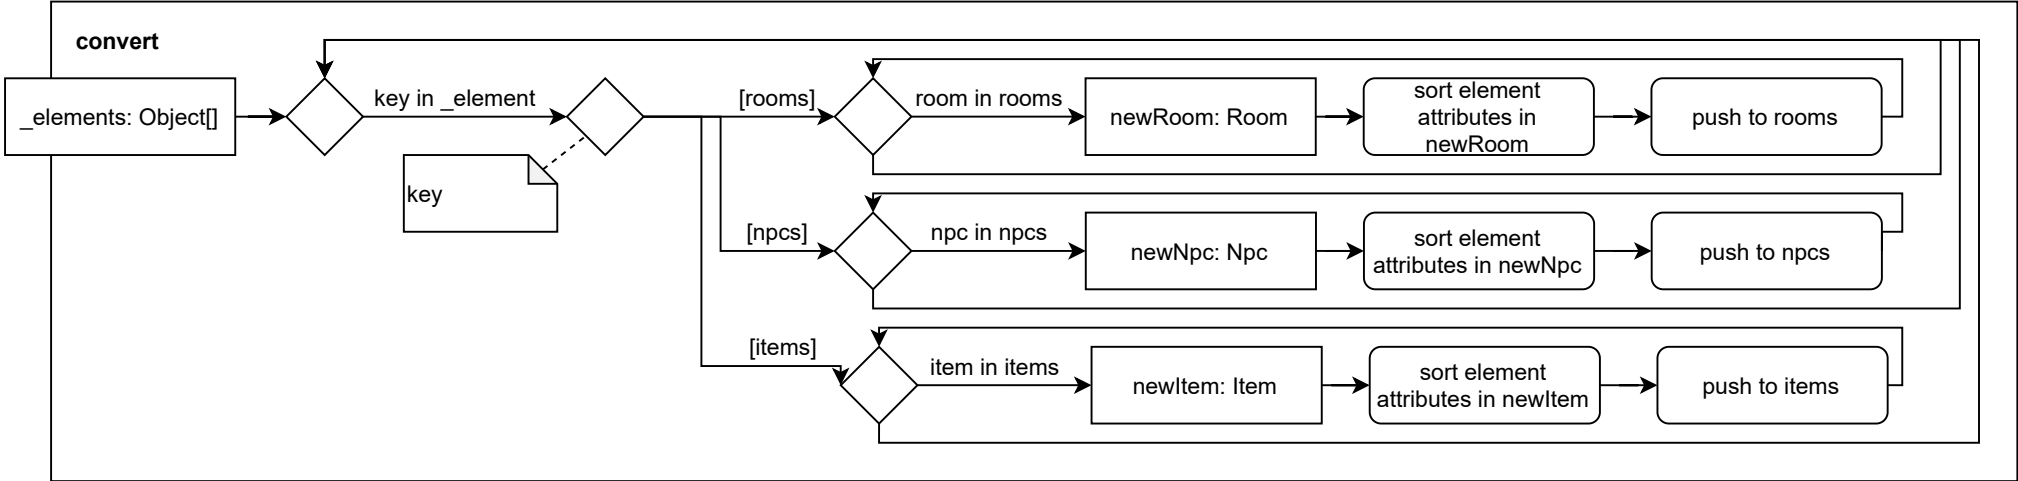 convert
_elements: Object[]
key in _element
key
[rooms]
room in rooms
newRoom: Room
sort element
attributes in
newRoom
push to rooms
[npcs]
npc in npcs
newNpc: Npc
sort element
attributes in newNpc
push to npcs
[items]
item in items
newItem: Item
sort element
attributes in newItem
push to items